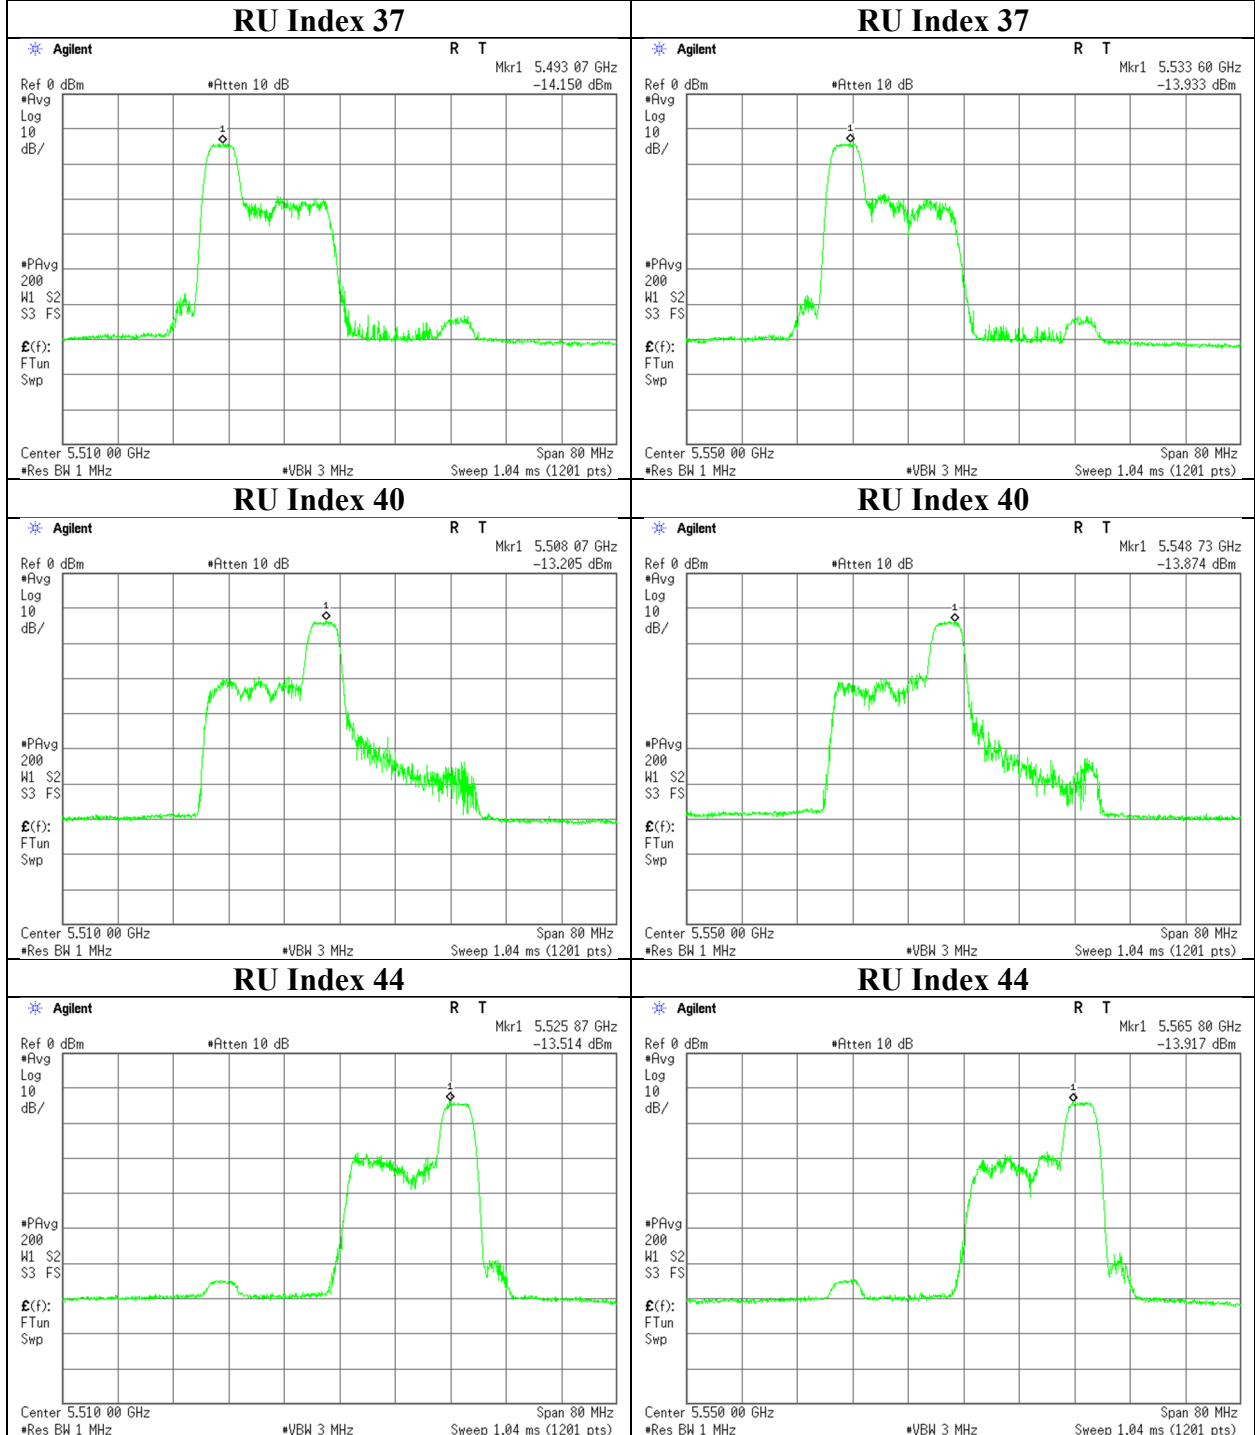 RU Index 37
Agilent
R T
Mkr1 5.493 07 GHz
Ref 0 dBm #Atten 10 dB -14.150 dBm
#Avg
Log
10
dB/
1
#PAvg
200
W1 S2
S3 FS
£(f):
FTun
Swp
Center 5.510 00 GHz Span 80 MHz
#Res BW 1 MHz #VBW 3 MHz Sweep 1.04 ms (1201 pts)
RU Index 37
Agilent
R T
Mkr1 5.533 60 GHz
Ref 0 dBm #Atten 10 dB -13.933 dBm
#Avg
Log
10
dB/
1
#PAvg
200
W1 S2
S3 FS
£(f):
FTun
Swp
Center 5.550 00 GHz Span 80 MHz
#Res BW 1 MHz #VBW 3 MHz Sweep 1.04 ms (1201 pts)
RU Index 40
Agilent
R T
Mkr1 5.508 07 GHz
Ref 0 dBm #Atten 10 dB -13.205 dBm
#Avg
Log
10
dB/
1
#PAvg
200
W1 S2
S3 FS
£(f):
FTun
Swp
Center 5.510 00 GHz Span 80 MHz
#Res BW 1 MHz #VBW 3 MHz Sweep 1.04 ms (1201 pts)
RU Index 40
Agilent
R T
Mkr1 5.548 73 GHz
Ref 0 dBm #Atten 10 dB -13.874 dBm
#Avg
Log
10
dB/
1
#PAvg
200
W1 S2
S3 FS
£(f):
FTun
Swp
Center 5.550 00 GHz Span 80 MHz
#Res BW 1 MHz #VBW 3 MHz Sweep 1.04 ms (1201 pts)
RU Index 44
Agilent
R T
Mkr1 5.525 87 GHz
Ref 0 dBm #Atten 10 dB -13.514 dBm
#Avg
Log
10
dB/
1
#PAvg
200
W1 S2
S3 FS
£(f):
FTun
Swp
Center 5.510 00 GHz Span 80 MHz
#Res BW 1 MHz #VBW 3 MHz Sweep 1.04 ms (1201 pts)
RU Index 44
Agilent
R T
Mkr1 5.565 80 GHz
Ref 0 dBm #Atten 10 dB -13.917 dBm
#Avg
Log
10
dB/
1
#PAvg
200
W1 S2
S3 FS
£(f):
FTun
Swp
Center 5.550 00 GHz Span 80 MHz
#Res BW 1 MHz #VBW 3 MHz Sweep 1.04 ms (1201 pts)